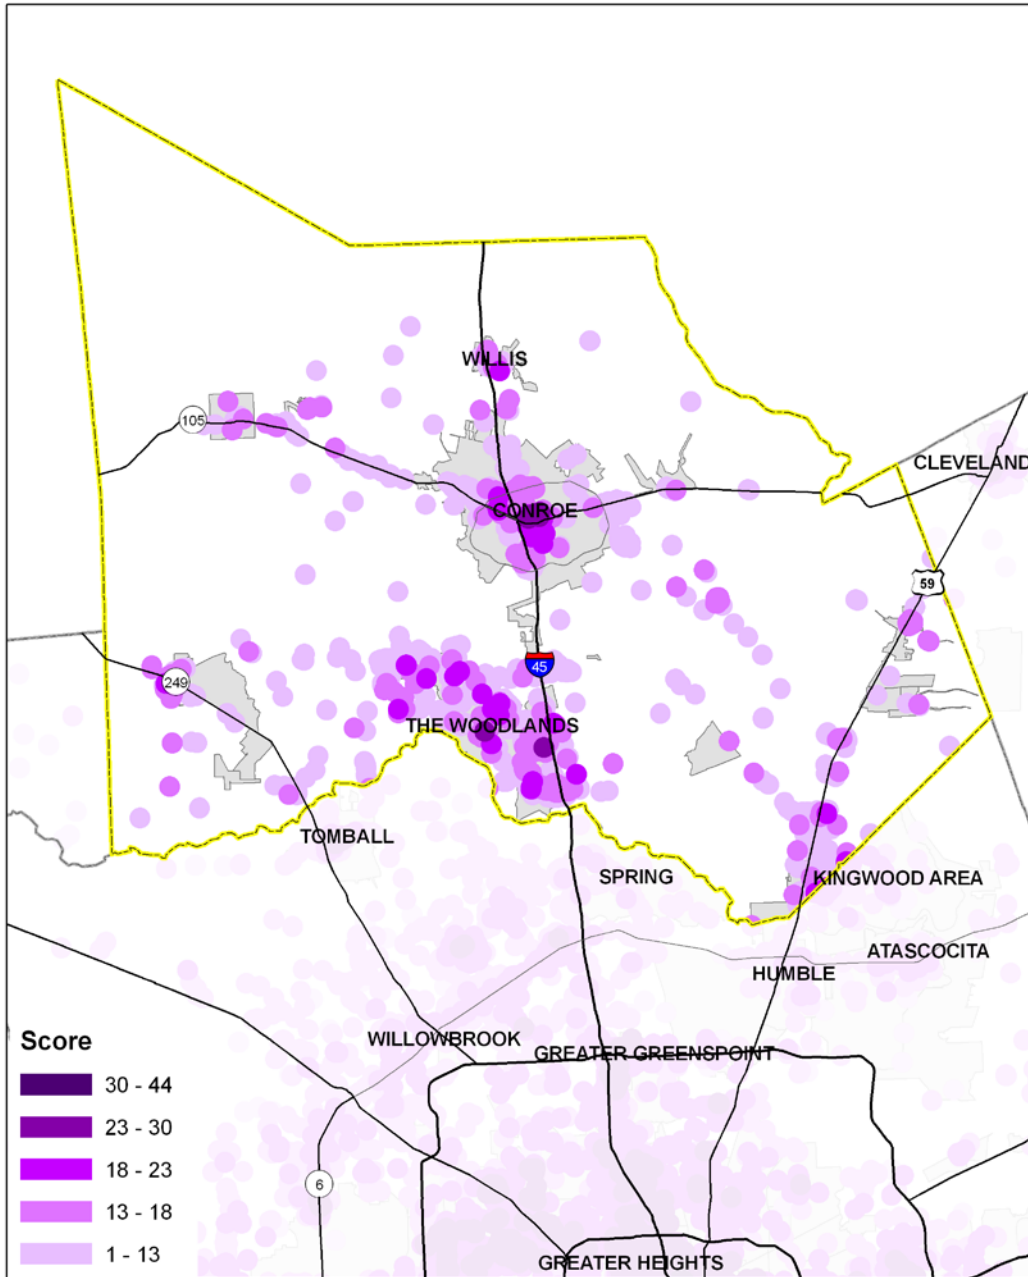 WILLIS
105
CLEVELAND
CONROE
59
45
249
THE WOODLANDS
TOMBALL
SPRING
KINGWOOD AREA
ATASCOCITA
HUMBLE
WILLOWBROOK
GREATER GREENSPOINT
Score
30 - 44
23 - 30
18 - 23
13 - 18
1 - 13
6
GREATER HEIGHTS